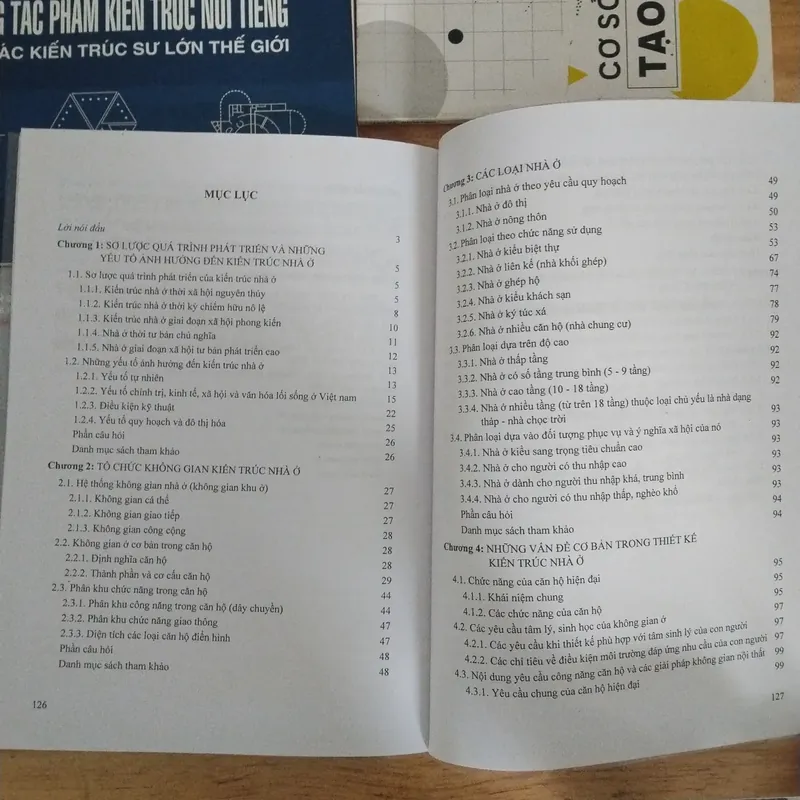 G TÁC PHẨM KIẾN TRÚC NỔI TIẾNG
ÁC KIẾN TRÚC SƯ LỚN THẾ GIỚI
CƠ SỞ
TẠO
MỤC LỤC
Lời nói đầu 3
Chương 1: SƠ LƯỢC QUÁ TRÌNH PHÁT TRIỂN VÀ NHỮNG
YẾU TỐ ẢNH HƯỞNG ĐẾN KIẾN TRÚC NHÀ Ở 5
1.1. Sơ lược quá trình phát triển của kiến trúc nhà ở 5
1.1.1. Kiến trúc nhà ở thời xã hội nguyên thủy 5
1.1.2. Kiến trúc nhà ở thời kỳ chiếm hữu nô lệ 8
1.1.3. Kiến trúc nhà ở giai đoạn xã hội phong kiến 10
1.1.4. Nhà ở thời tư bản chủ nghĩa 11
1.1.5. Nhà ở giai đoạn xã hội tư bản phát triển cao 12
1.2. Những yếu tố ảnh hưởng đến kiến trúc nhà ở 13
1.2.1. Yếu tố tự nhiên 13
1.2.2. Yếu tố chính trị, kinh tế, xã hội và văn hóa lối sống ở Việt nam 15
1.2.3. Điều kiện kỹ thuật 22
1.2.4. Yếu tố quy hoạch và đô thị hóa 25
Phần câu hỏi 26
Danh mục sách tham khảo 26
Chương 2: TỔ CHỨC KHÔNG GIAN KIẾN TRÚC NHÀ Ở
2.1. Hệ thống không gian nhà ở (không gian khu ở) 27
2.1.1. Không gian cá thể 27
2.1.2. Không gian giao tiếp 27
2.1.3. Không gian công cộng 28
2.2. Không gian ở cơ bản trong căn hộ 28
2.2.1. Định nghĩa căn hộ 28
2.2.2. Thành phần và cơ cấu căn hộ 29
2.3. Phân khu chức năng trong căn hộ 44
2.3.1. Phân khu công năng trong căn hộ (dây chuyền) 44
2.3.2. Phân khu chức năng giao thông 47
2.3.3. Diện tích các loại căn hộ điển hình 47
Phần câu hỏi 48
Danh mục sách tham khảo 48
126
Chương 3: CÁC LOẠI NHÀ Ở
3.1. Phân loại nhà ở theo yêu cầu quy hoạch 49
3.1.1. Nhà ở đô thị 49
3.1.2. Nhà ở nông thôn 50
3.2. Phân loại theo chức năng sử dụng 53
3.2.1. Nhà ở kiểu biệt thự 53
3.2.2. Nhà ở liên kế (nhà khối ghép) 67
3.2.3. Nhà ở ghép hộ 74
3.2.4. Nhà ở kiểu khách sạn 77
3.2.5. Nhà ở ký túc xá 78
3.2.6. Nhà ở nhiều căn hộ (nhà chung cư) 79
3.3. Phân loại dựa trên độ cao 92
3.3.1. Nhà ở thấp tầng 92
3.3.2. Nhà ở có số tầng trung bình (5 - 9 tầng) 92
3.3.3. Nhà ở cao tầng (10 - 18 tầng) 92
3.3.4. Nhà ở nhiều tầng (từ trên 18 tầng) thuộc loại chủ yếu là nhà dạng
tháp - nhà chọc trời 93
3.4. Phân loại dựa vào đối tượng phục vụ và ý nghĩa xã hội của nó 93
3.4.1. Nhà ở kiểu sang trọng tiêu chuẩn cao 93
3.4.2. Nhà ở cho người có thu nhập cao 93
3.4.3. Nhà ở dành cho người thu nhập khá, trung bình 93
3.4.4. Nhà ở cho người có thu nhập thấp, nghèo khổ 93
Phần câu hỏi 94
Danh mục sách tham khảo 94
Chương 4: NHỮNG VẤN ĐỀ CƠ BẢN TRONG THIẾT KẾ
KIẾN TRÚC NHÀ Ở 95
4.1. Chức năng của căn hộ hiện đại 95
4.1.1. Khái niệm chung 95
4.1.2. Các chức năng của căn hộ 97
4.2. Các yêu cầu tâm lý, sinh học của không gian ở 97
4.2.1. Các yêu cầu khi thiết kế phù hợp với tâm sinh lý của con người 97
4.2.2. Các chỉ tiêu về điều kiện môi trường đáp ứng nhu cầu của con người 99
4.3. Nội dung yêu cầu công năng căn hộ và các giải pháp không gian nội thất 99
4.3.1. Yêu cầu chung của căn hộ hiện đại
127